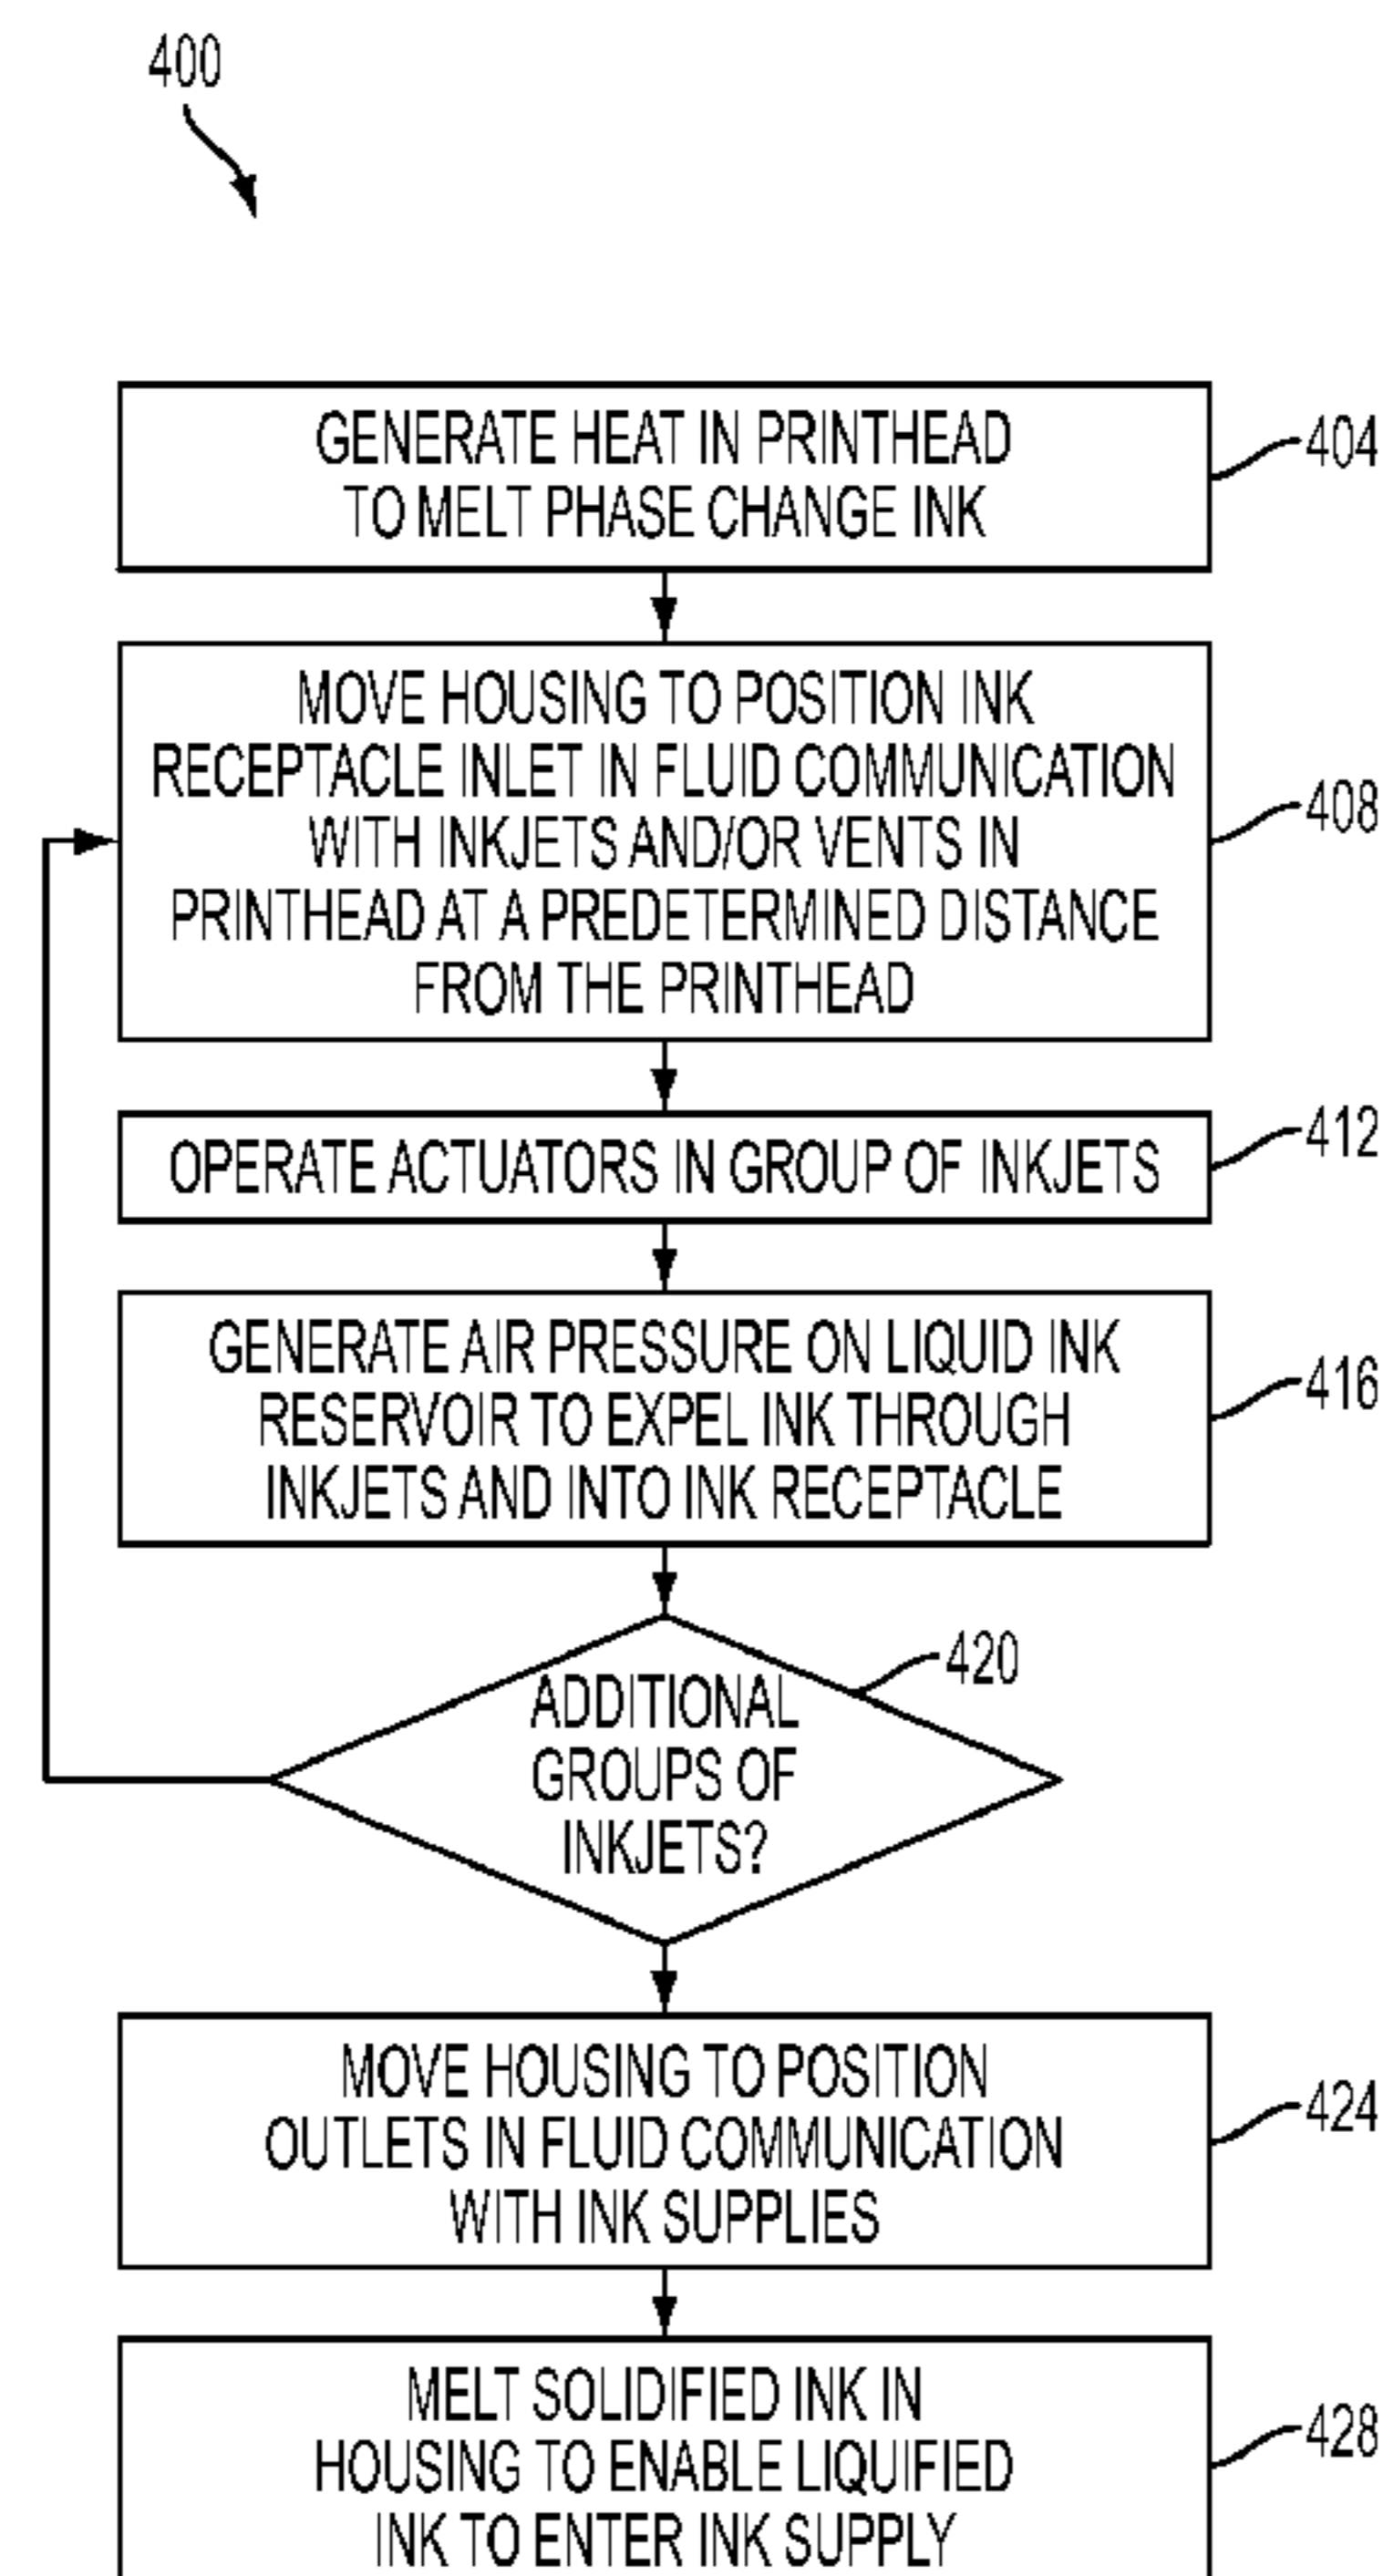 400
GENERATE HEAT IN PRINTHEAD
TO MELT PHASE CHANGE INK
404
MOVE HOUSING TO POSITION INK
RECEPTACLE INLET IN FLUID COMMUNICATION
WITH INKJETS AND/OR VENTS IN
PRINTHEAD AT A PREDETERMINED DISTANCE
FROM THE PRINTHEAD
408
OPERATE ACTUATORS IN GROUP OF INKJETS
412
GENERATE AIR PRESSURE ON LIQUID INK
RESERVOIR TO EXPEL INK THROUGH
INKJETS AND INTO INK RECEPTACLE
416
ADDITIONAL
GROUPS OF
INKJETS?
420
MOVE HOUSING TO POSITION
OUTLETS IN FLUID COMMUNICATION
WITH INK SUPPLIES
424
MELT SOLIDIFIED INK IN
HOUSING TO ENABLE LIQUIFIED
INK TO ENTER INK SUPPLY
428